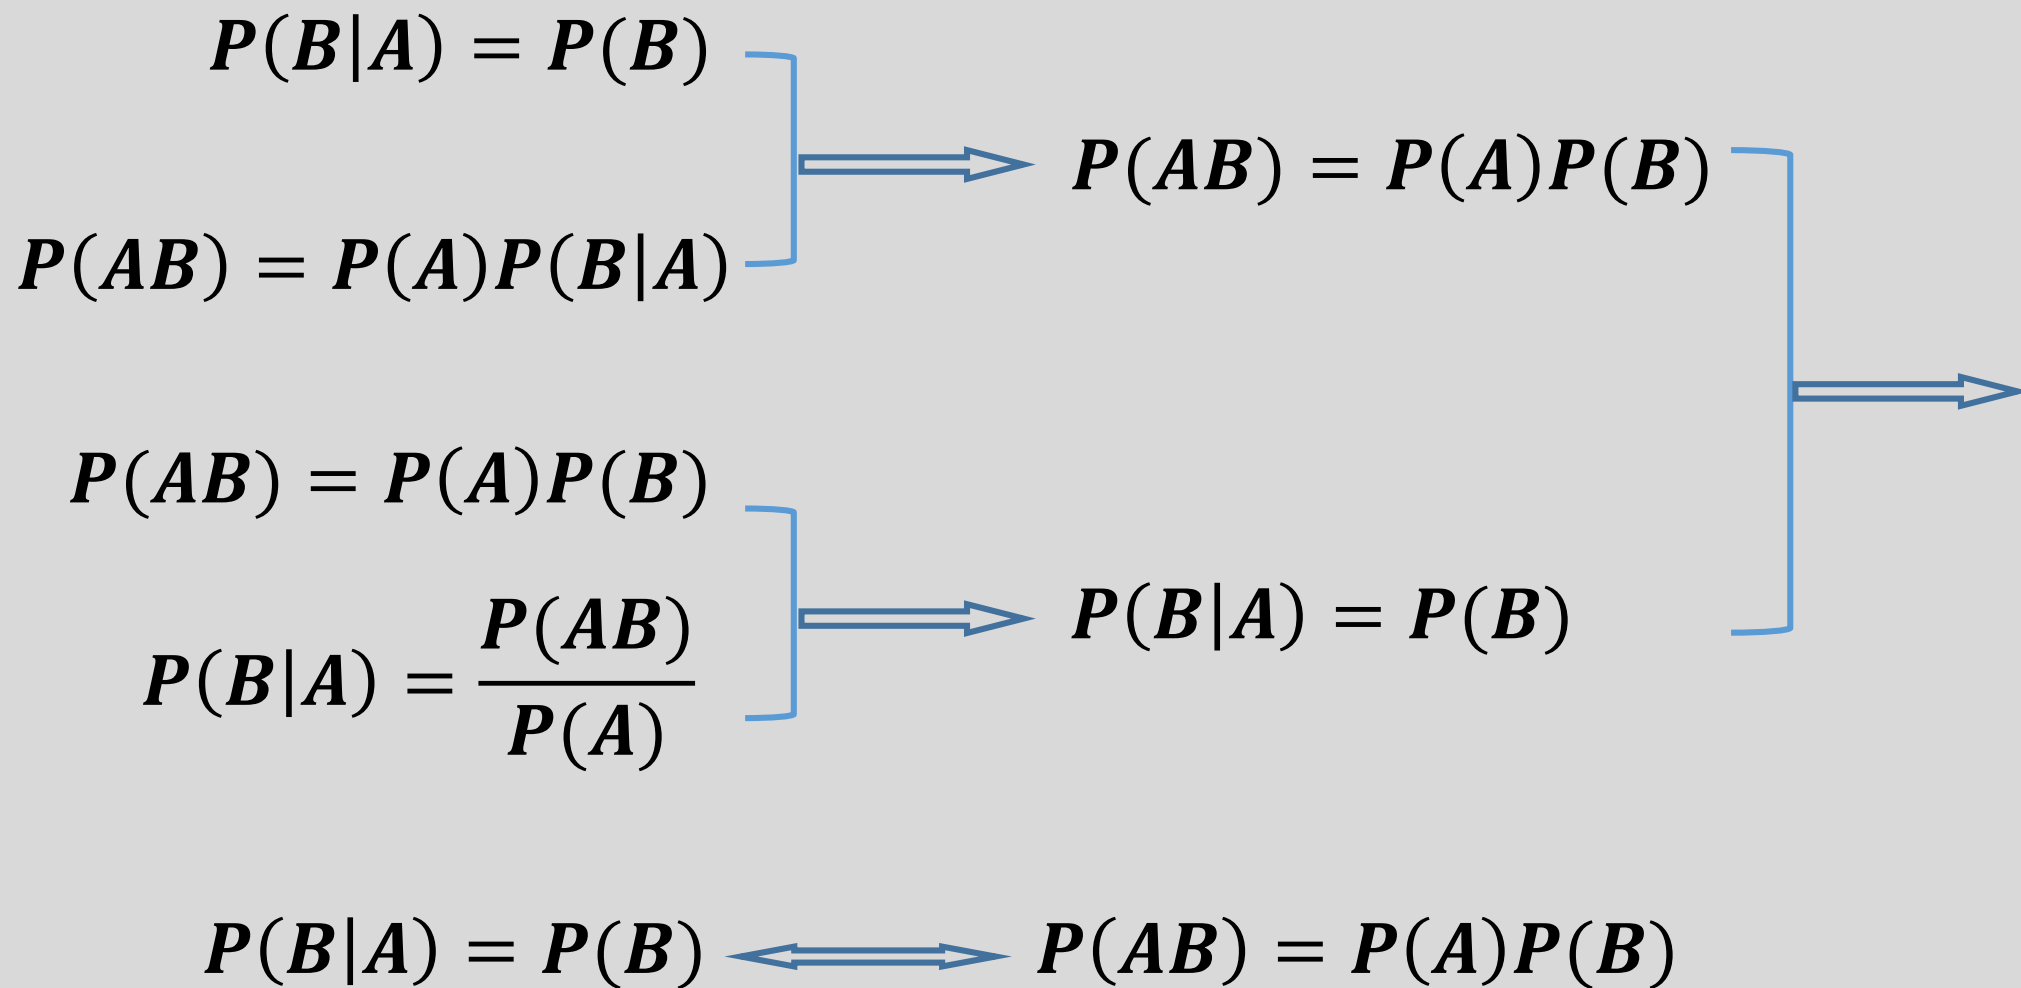 P(B|A) = P(B)
P(AB) = P(A)P(B|A)
P(AB) = P(A)P(B)
P(AB) = P(A)P(B)
P(B|A) = P(AB)/P(A)
P(B|A) = P(B)
P(B|A) = P(B) ⇔ P(AB) = P(A)P(B)